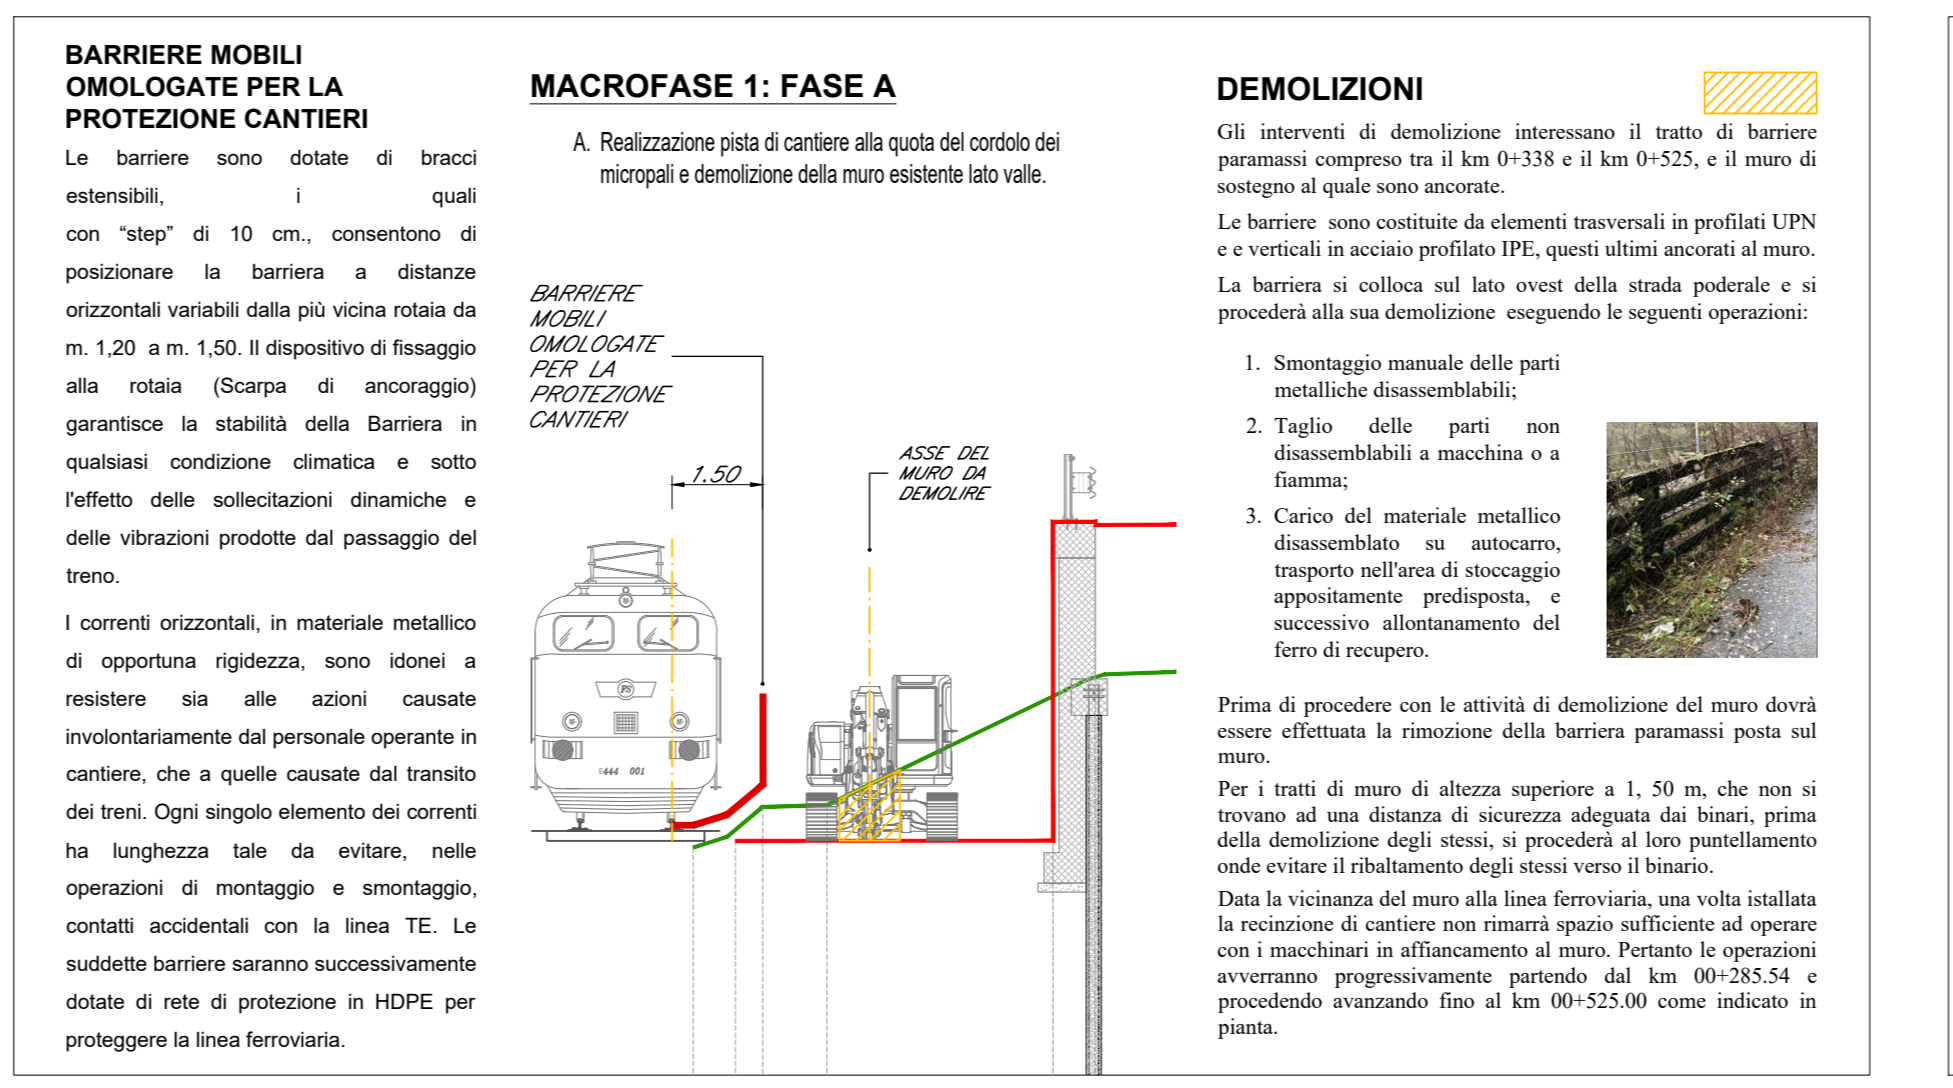 BARRIERE MOBILI
OMOLOGATE PER LA
PROTEZIONE CANTIERI
Le barriere sono dotate di bracci
estensibili, i quali
con “step” di 10 cm., consentono di
posizionare la barriera a distanze
orizzontali variabili dalla più vicina rotaia da
m. 1,20 a m. 1,50. Il dispositivo di fissaggio
alla rotaia (Scarpa di ancoraggio)
garantisce la stabilità della Barriera in
qualsiasi condizione climatica e sotto
l'effetto delle sollecitazioni dinamiche e
delle vibrazioni prodotte dal passaggio del
treno.
I correnti orizzontali, in materiale metallico
di opportuna rigidezza, sono idonei a
resistere sia alle azioni causate
involontariamente dal personale operante in
cantiere, che a quelle causate dal transito
dei treni. Ogni singolo elemento dei correnti
ha lunghezza tale da evitare, nelle
operazioni di montaggio e smontaggio,
contatti accidentali con la linea TE. Le
suddette barriere saranno successivamente
dotate di rete di protezione in HDPE per
proteggere la linea ferroviaria.
MACROFASE 1: FASE A
A. Realizzazione pista di cantiere alla quota del cordolo dei
micropali e demolizione della muro esistente lato valle.
BARRIERE
MOBILI
OMOLOGATE
PER LA
PROTEZIONE
CANTIERI
1.50
ASSE DEL
MURO DA
DEMOLIRE
FS
E444 001
DEMOLIZIONI
Gli interventi di demolizione interessano il tratto di barriere
paramassi compreso tra il km 0+338 e il km 0+525, e il muro di
sostegno al quale sono ancorate.
Le barriere sono costituite da elementi trasversali in profilati UPN
e e verticali in acciaio profilato IPE, questi ultimi ancorati al muro.
La barriera si colloca sul lato ovest della strada poderale e si
procederà alla sua demolizione eseguendo le seguenti operazioni:
1. Smontaggio manuale delle parti
metalliche disassemblabili;
2. Taglio delle parti non
disassemblabili a macchina o a
fiamma;
3. Carico del materiale metallico
disassemblato su autocarro,
trasporto nell'area di stoccaggio
appositamente predisposta, e
successivo allontanamento del
ferro di recupero.
Prima di procedere con le attività di demolizione del muro dovrà
essere effettuata la rimozione della barriera paramassi posta sul
muro.
Per i tratti di muro di altezza superiore a 1, 50 m, che non si
trovano ad una distanza di sicurezza adeguata dai binari, prima
della demolizione degli stessi, si procederà al loro puntellamento
onde evitare il ribaltamento degli stessi verso il binario.
Data la vicinanza del muro alla linea ferroviaria, una volta istallata
la recinzione di cantiere non rimarrà spazio sufficiente ad operare
con i macchinari in affiancamento al muro. Pertanto le operazioni
avverranno progressivamente partendo dal km 00+285.54 e
procedendo avanzando fino al km 00+525.00 come indicato in
pianta.